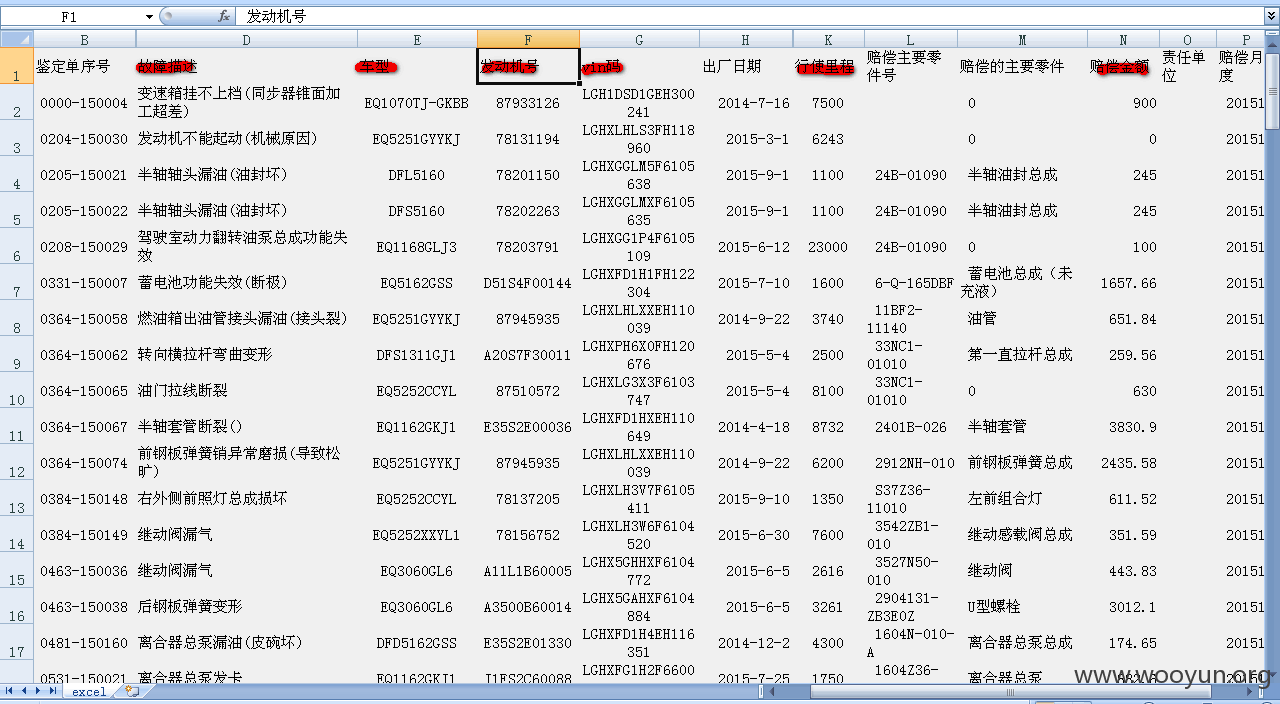 F1 fx 发动机号
B D E F G H K L M N O P
1 鉴定单序号 故障描述 车型 发动机号 出厂日期 行使里程 赔偿主要零件号 赔偿的主要零件 赔偿金额 责任单位 赔偿月度
2 0000-150004 变速箱挂不上档(同步器锥面加工超差) EQ1070TJ-GKBB 87933126 LGH1DSD1GEH300241 2014-7-16 7500 0 900 20151
3 0204-150030 发动机不能起动(机械原因) EQ5251GYYKJ 78131194 LGHXLHLS3FH118960 2015-3-1 6243 0 0 20151
4 0205-150021 半轴轴头漏油(油封坏) DFL5160 78201150 LGHXGGLM5F6105638 2015-9-1 1100 24B-01090 半轴油封总成 245 20151
5 0205-150022 半轴轴头漏油(油封坏) DFS5160 78202263 LGHXGGLMXF6105635 2015-9-1 1100 24B-01090 半轴油封总成 245 20151
6 0208-150029 驾驶室动力翻转油泵总成功能失效 EQ1168GLJ3 78203791 LGHXGG1P4F6105109 2015-6-12 23000 24B-01090 0 100 20151
7 0331-150007 蓄电池功能失效(断极) EQ5162GSS D51S4F00144 LGHXFD1H1FH122304 2015-7-10 1600 6-Q-165DBF 蓄电池总成（未充液） 1657.66 20151
8 0364-150058 燃油箱出油管接头漏油(接头裂) EQ5251GYYKJ 87945935 LGHXLHLXXEH110039 2014-9-22 3740 11BF2-11140 油管 651.84 20151
9 0364-150062 转向横拉杆弯曲变形 DFS1311GJ1 A20S7F30011 LGHXPH6X0FH120676 2015-5-4 2500 33NC1-01010 第一直拉杆总成 259.56 20151
10 0364-150065 油门拉线断裂 EQ5252CCYL 87510572 LGHXLG3X3F6103747 2015-5-4 8100 33NC1-01010 0 630 20151
11 0364-150067 半轴套管断裂() EQ1162GKJ1 E35S2E00036 LGHXFD1HXEH110649 2014-4-18 8732 2401B-026 半轴套管 3830.9 20151
12 0364-150074 前钢板弹簧销异常磨损(导致松旷) EQ5251GYYKJ 87945935 LGHXLHLXXEH110039 2014-9-22 6200 2912NH-010 前钢板弹簧总成 2435.58 20151
13 0384-150148 右外侧前照灯总成损坏 EQ5252CCYL 78137205 LGHXLH3V7F6105411 2015-9-10 1350 S37Z36-11010 左前组合灯 611.52 20151
14 0384-150149 继动阀漏气 EQ5252XXYL1 78156752 LGHXLH3W6F6104520 2015-6-30 7600 3542ZB1-010 继动感载阀总成 351.59 20151
15 0463-150036 继动阀漏气 EQ3060GL6 A11L1B60005 LGHX5GHHXF6104772 2015-6-5 2616 3527N50-010 继动阀 443.83 20151
16 0463-150038 后钢板弹簧变形 EQ3060GL6 A3500B60014 LGHX5GAHXF6104884 2015-6-5 3261 2904131-ZB3E0Z U型螺栓 3012.1 20151
17 0481-150160 离合器总泵漏油(皮碗坏) DFD5162GSS E35S2E01330 LGHXFD1H4EH116351 2014-12-2 4300 1604N-010-A 离合器总泵总成 174.65 20151
0531-150021 离合器总泵发卡 EQ1162GKJ1 J1FS2C60088 LGHXFG1H2F6600 2015-7-25 1750 1604Z36- 离合器总泵 20151
www.wooyun.org
excel